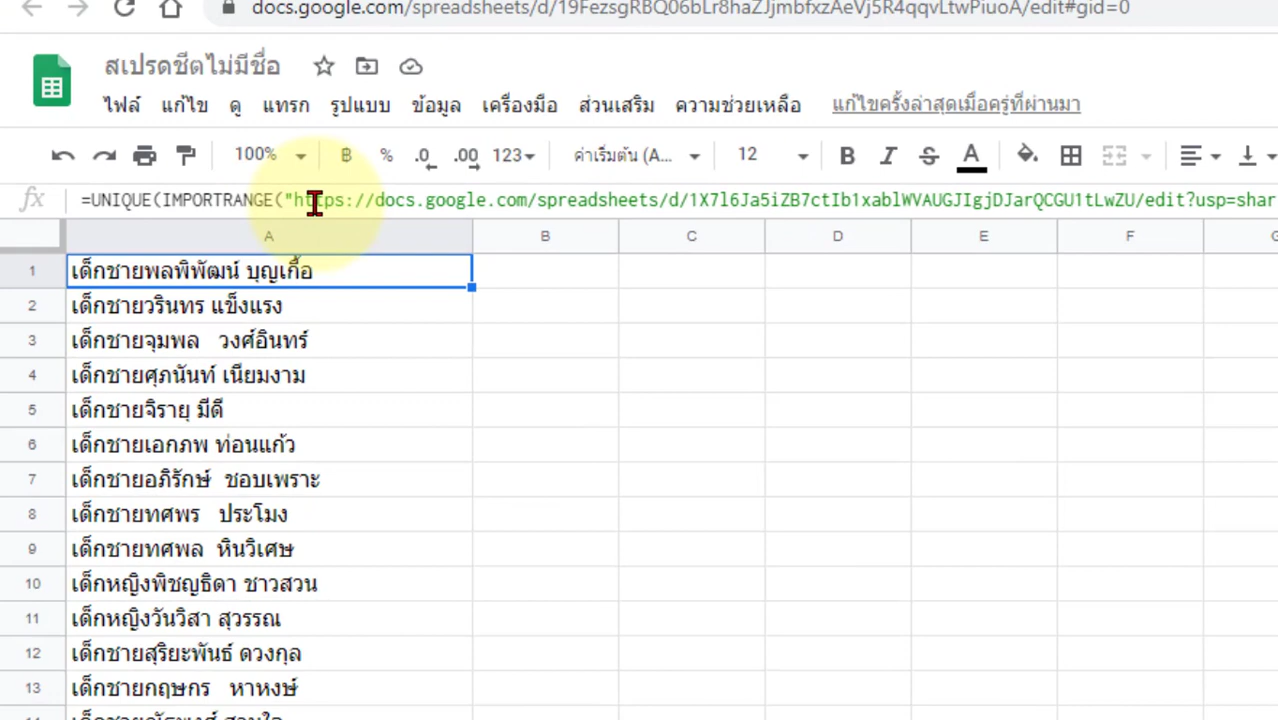 docs.google.com/spreadsheets/d/19FezsgRBQ06bLr8haZJjmbfxzAeVj5R4qqvLtwPiuoA/edit#gid=0
สเปรดชีตไม่มีชื่อ
ไฟล์ แก้ไข ดู แทรก รูปแบบ ข้อมูล เครื่องมือ ส่วนเสริม ความช่วยเหลือ แก้ไขครั้งล่าสุดเมื่อครู่ที่ผ่านมา
100% ฿ % .0 .00 123 ค่าเริ่มต้น (A... 12 B I S A
fx =UNIQUE(IMPORTRANGE("https://docs.google.com/spreadsheets/d/1X7l6Ja5iZB7ctIb1xablWVAUGJIgjDJarQCGU1tLwZU/edit?usp=shar
A B C D E F
1 เด็กชายพลพิพัฒน์ บุญเกื้อ
2 เด็กชายวรินทร แข็งแรง
3 เด็กชายจุมพล วงศ์อินทร์
4 เด็กชายศุภนันท์ เนียมงาม
5 เด็กชายจิรายุ มีดี
6 เด็กชายเอกภพ ท่อนแก้ว
7 เด็กชายอภิรักษ์ ชอบเพราะ
8 เด็กชายทศพร ประโมง
9 เด็กชายทศพล หินวิเศษ
10 เด็กหญิงพิชญธิดา ชาวสวน
11 เด็กหญิงวันวิสา สุวรรณ
12 เด็กชายสุริยะพันธ์ ดวงกุล
13 เด็กชายกฤษกร หาหงษ์